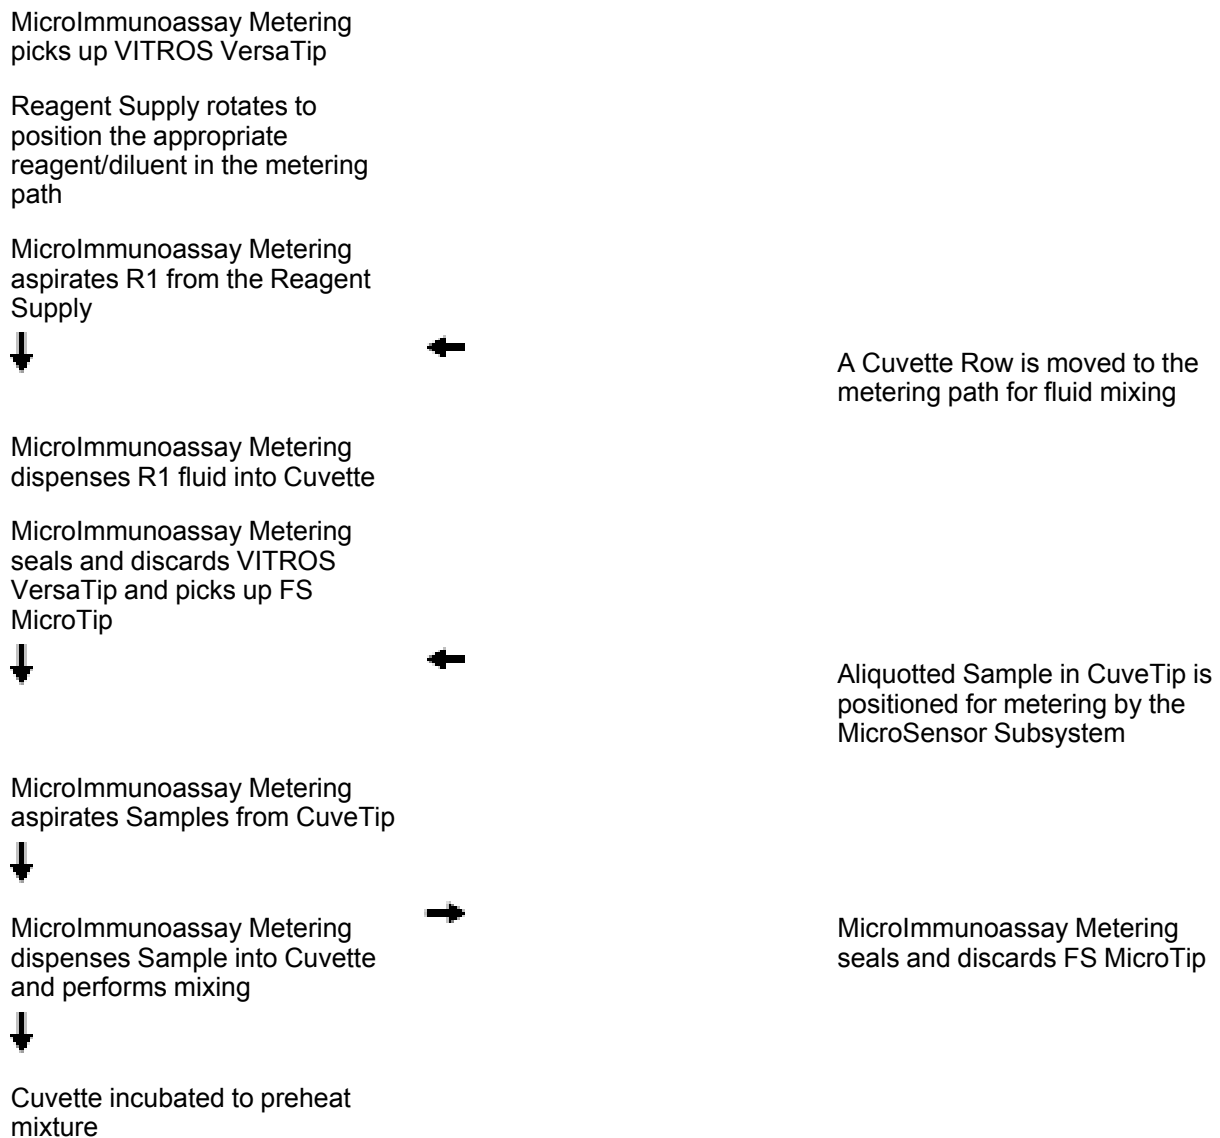 MicroImmunoassay Metering
picks up VITROS VersaTip
Reagent Supply rotates to
position the appropriate
reagent/diluent in the metering
path
MicroImmunoassay Metering
aspirates R1 from the Reagent
Supply
A Cuvette Row is moved to the
metering path for fluid mixing
MicroImmunoassay Metering
dispenses R1 fluid into Cuvette
MicroImmunoassay Metering
seals and discards VITROS
VersaTip and picks up FS
MicroTip
Aliquotted Sample in CuveTip is
positioned for metering by the
MicroSensor Subsystem
MicroImmunoassay Metering
aspirates Samples from CuveTip
MicroImmunoassay Metering
dispenses Sample into Cuvette
and performs mixing
MicroImmunoassay Metering
seals and discards FS MicroTip
Cuvette incubated to preheat
mixture